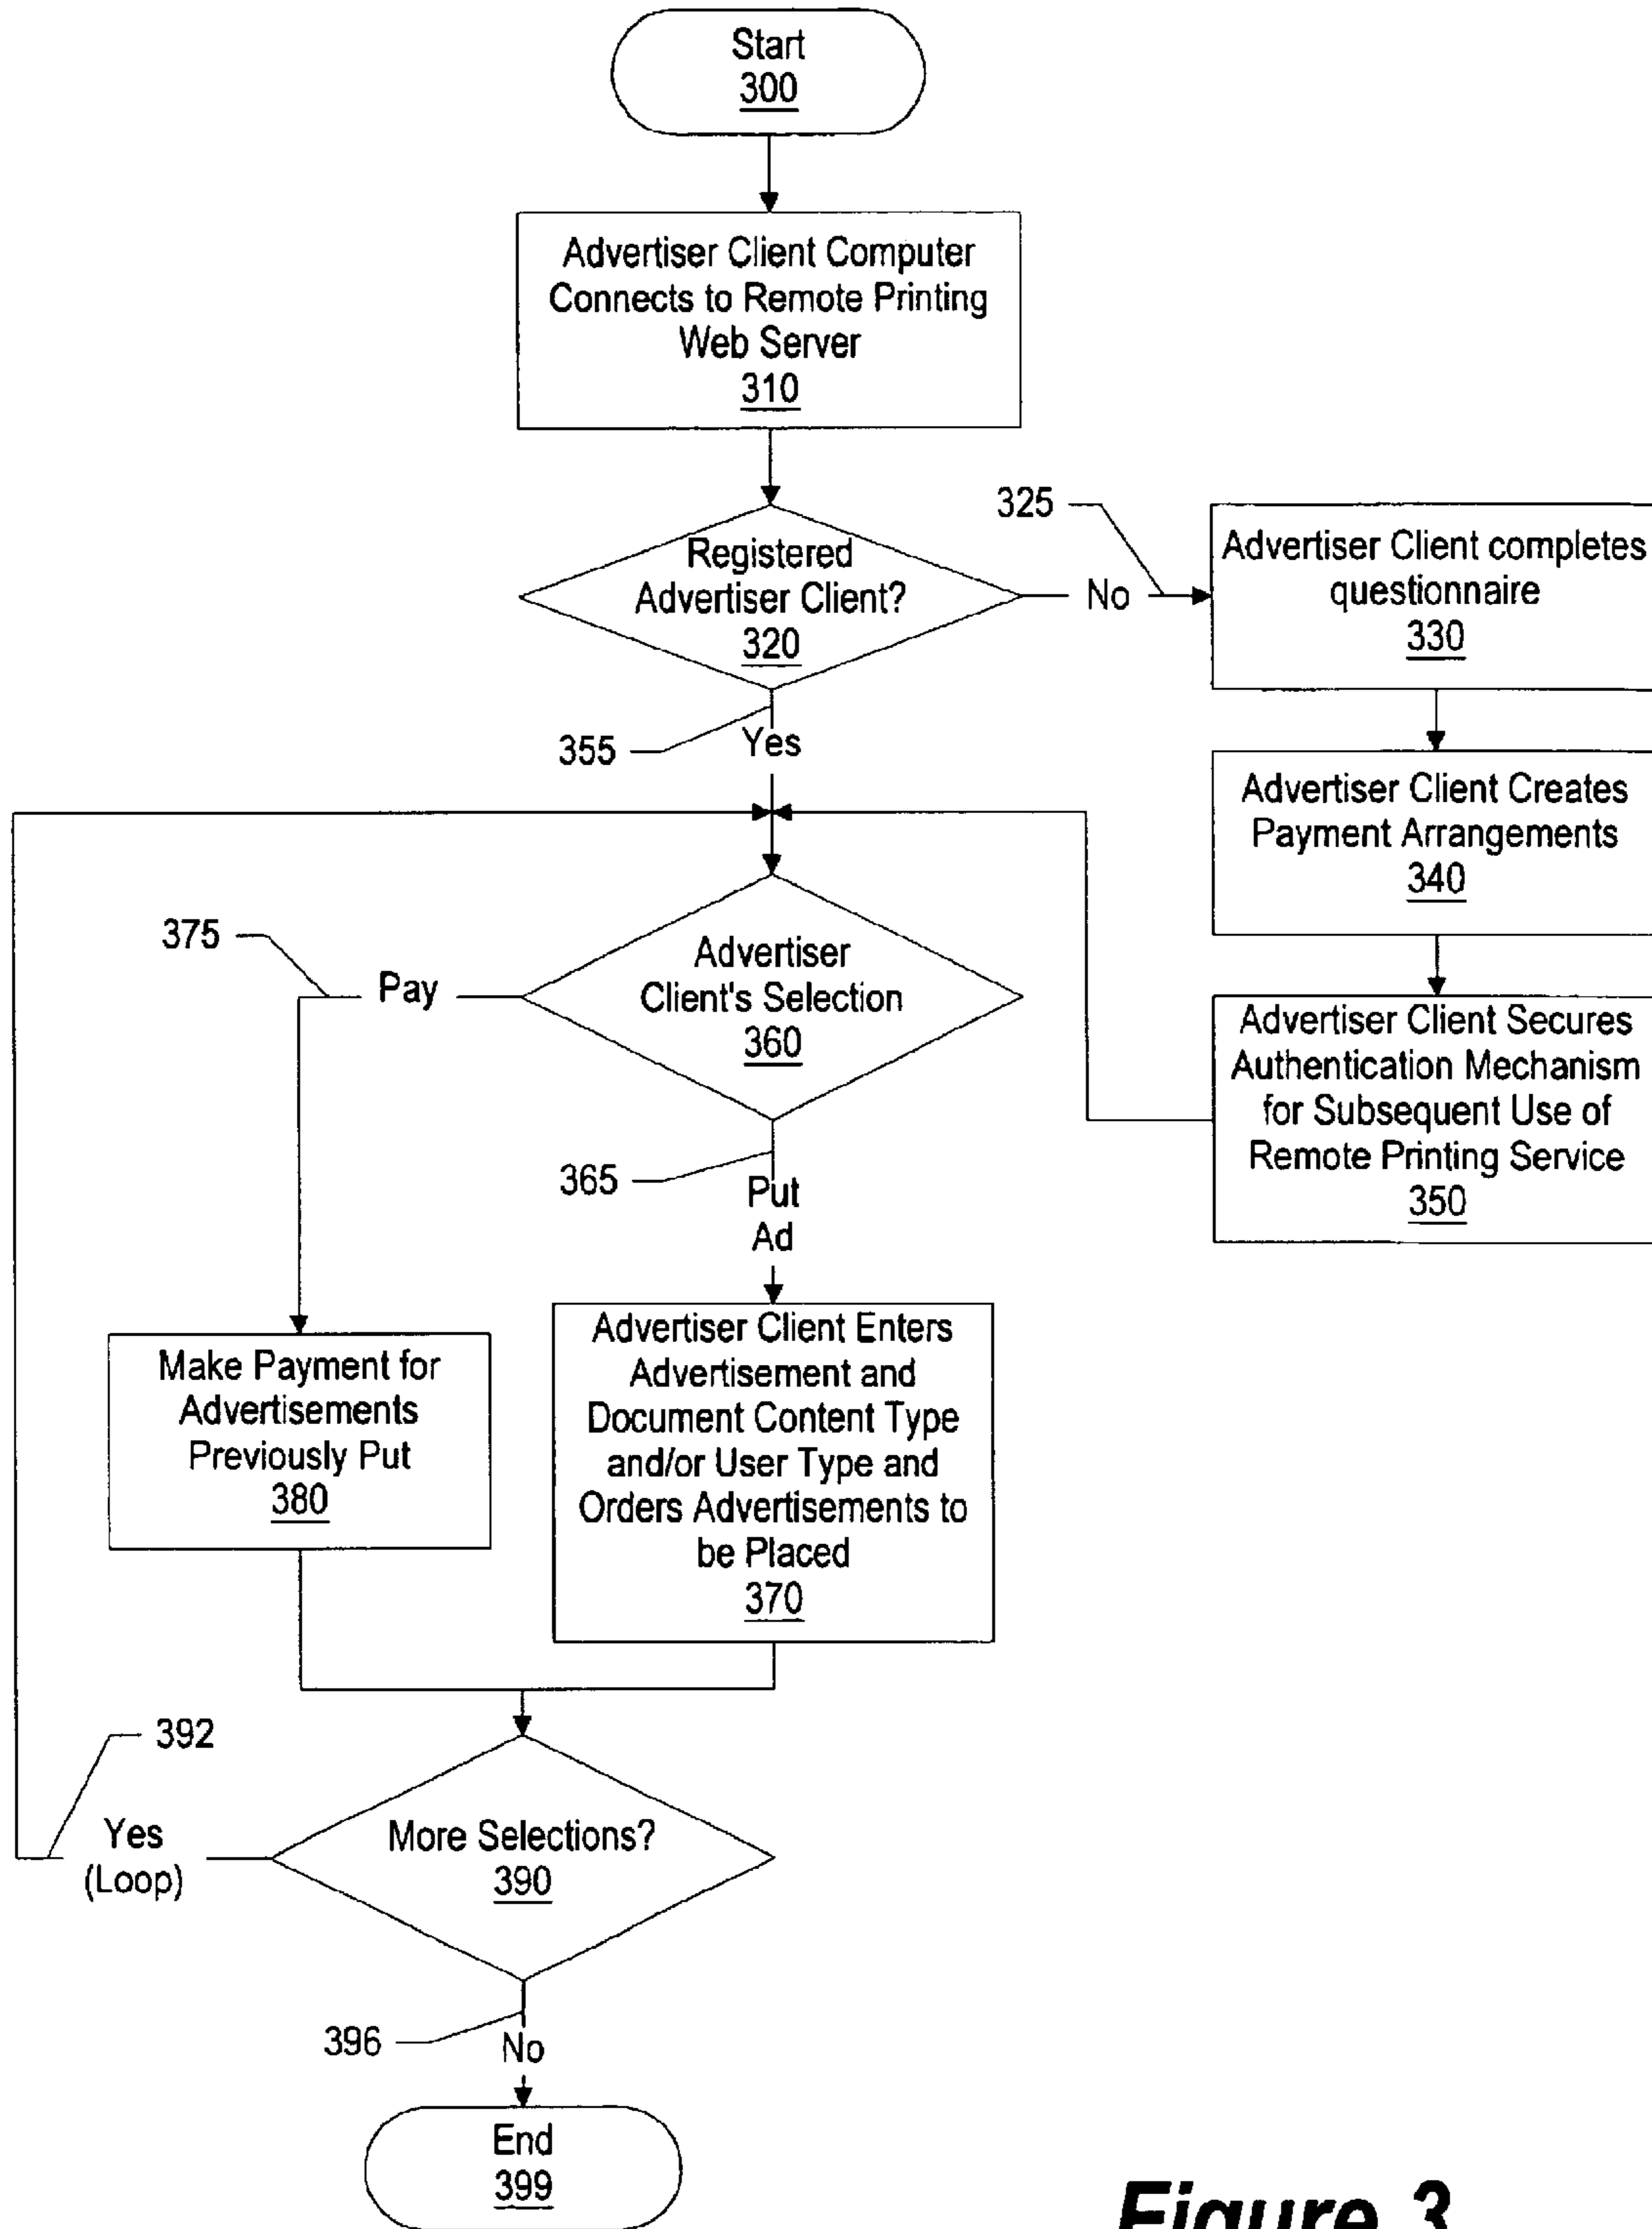 Start
300
Advertiser Client Computer
Connects to Remote Printing
Web Server
310
Registered
Advertiser Client?
320
325
No
Advertiser Client completes
questionnaire
330
355
Yes
Advertiser Client Creates
Payment Arrangements
340
375
Pay
Advertiser
Client's Selection
360
Advertiser Client Secures
Authentication Mechanism
for Subsequent Use of
Remote Printing Service
350
365
Put
Ad
Make Payment for
Advertisements
Previously Put
380
Advertiser Client Enters
Advertisement and
Document Content Type
and/or User Type and
Orders Advertisements to
be Placed
370
392
Yes
(Loop)
More Selections?
390
396
No
End
399
Figure 3